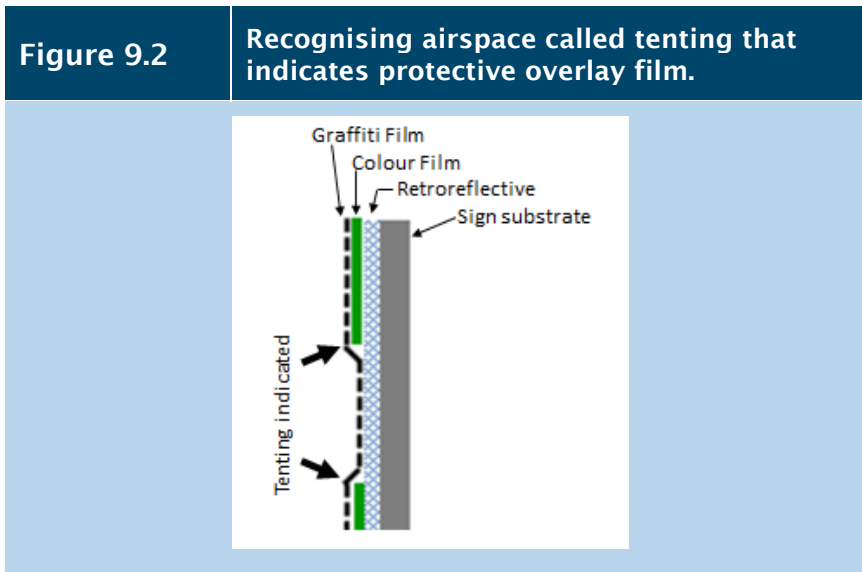 Figure 9.2
Recognising airspace called tenting that
indicates protective overlay film.
Graffiti Film
Colour Film
Retroreflective
Sign substrate
Tenting indicated